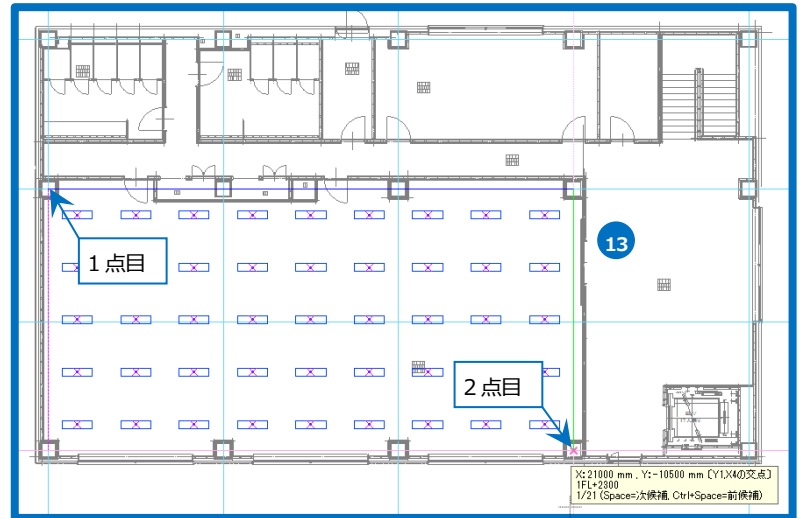 13
1点目
2点目
X: 21000 mm , Y: -10500 mm [Y1,X4の交点]
1FL+2300
1/21 (Space=次候補, Ctrl+Space=前候補)